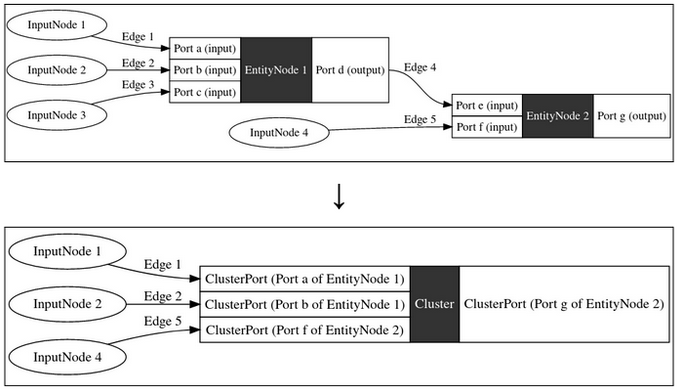 InputNode 1
Edge 1
Port a (input)
InputNode 2
Edge 2
Port b (input)
EntityNode 1
Port d (output)
Edge 4
Edge 3
Port c (input)
InputNode 3
Port e (input)
InputNode 4
Edge 5
Port f (input)
EntityNode 2
Port g (output)
↓
InputNode 1
Edge 1
ClusterPort (Port a of EntityNode 1)
InputNode 2
Edge 2
ClusterPort (Port b of EntityNode 1)
Cluster
ClusterPort (Port g of EntityNode 2)
Edge 5
ClusterPort (Port f of EntityNode 2)
InputNode 4